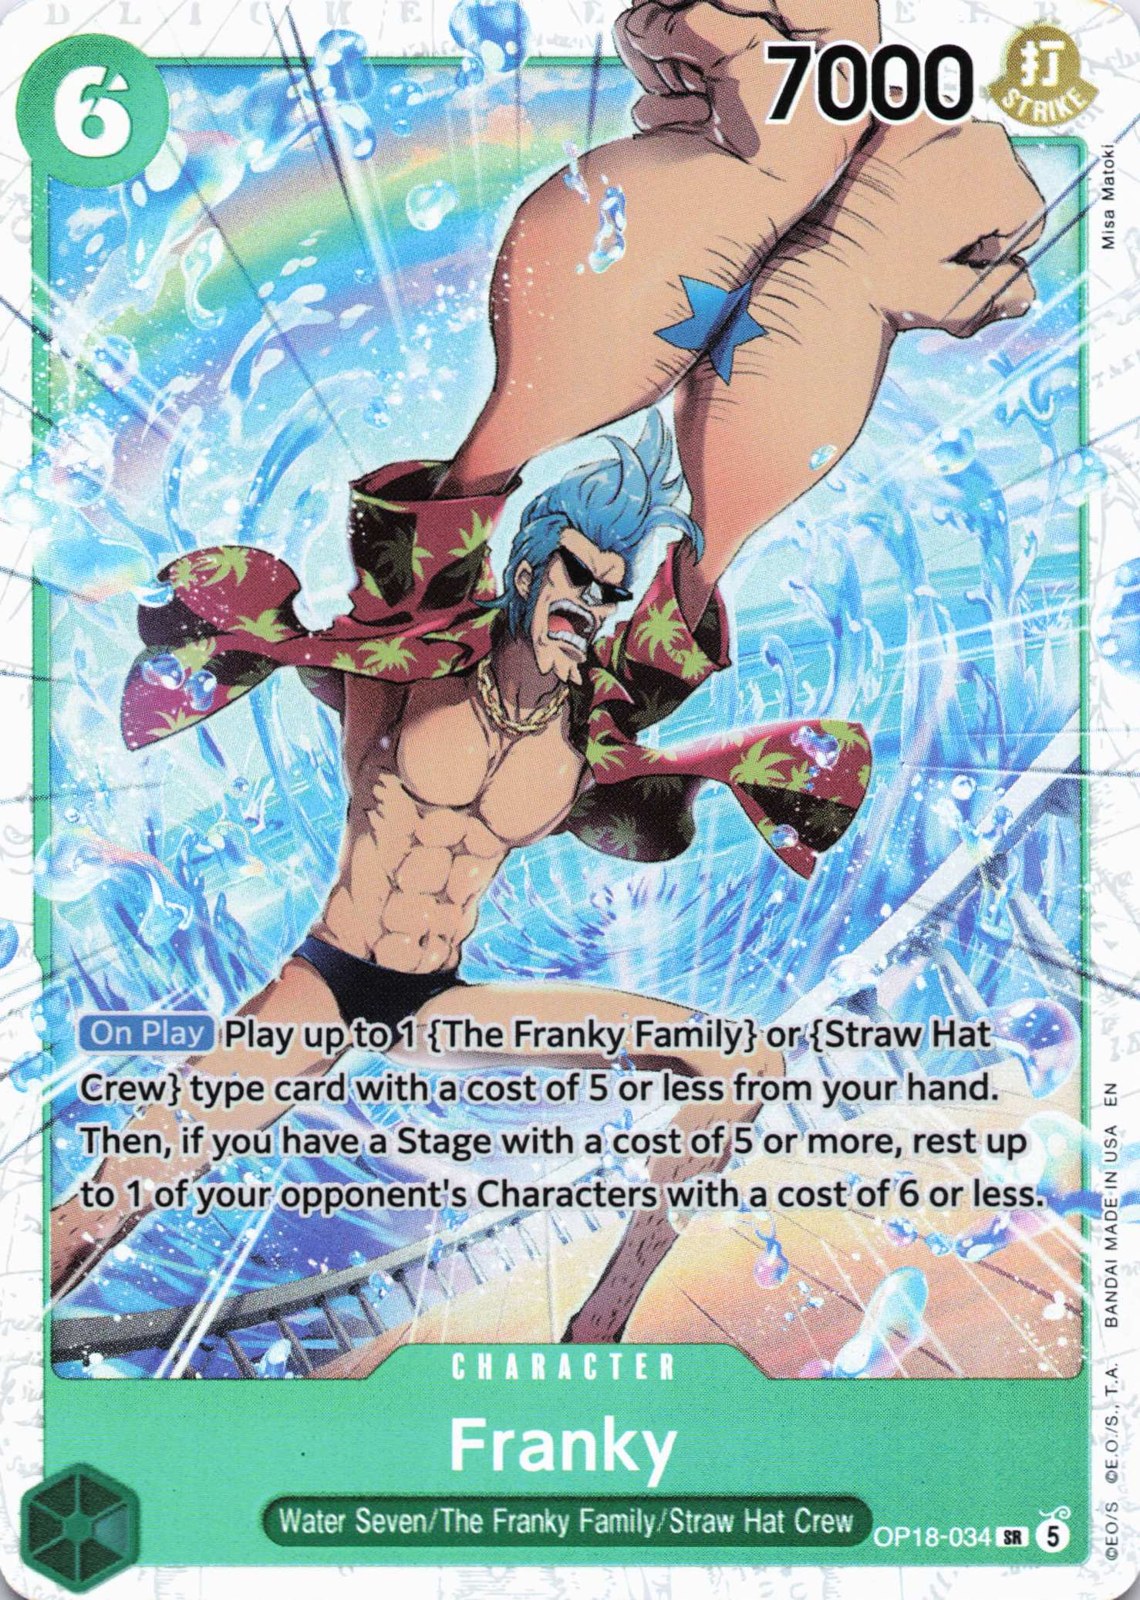 6
7000
打
STRIKE
Misa Matoki
On Play Play up to 1 {The Franky Family} or {Straw Hat
Crew} type card with a cost of 5 or less from your hand.
Then, if you have a Stage with a cost of 5 or more, rest up
to 1 of your opponent's Characters with a cost of 6 or less.
CHARACTER
Franky
Water Seven/The Franky Family/Straw Hat Crew
OP18-034 SR 5
©EO/S ©E.O./S., T.A. BANDAI MADE IN USA EN